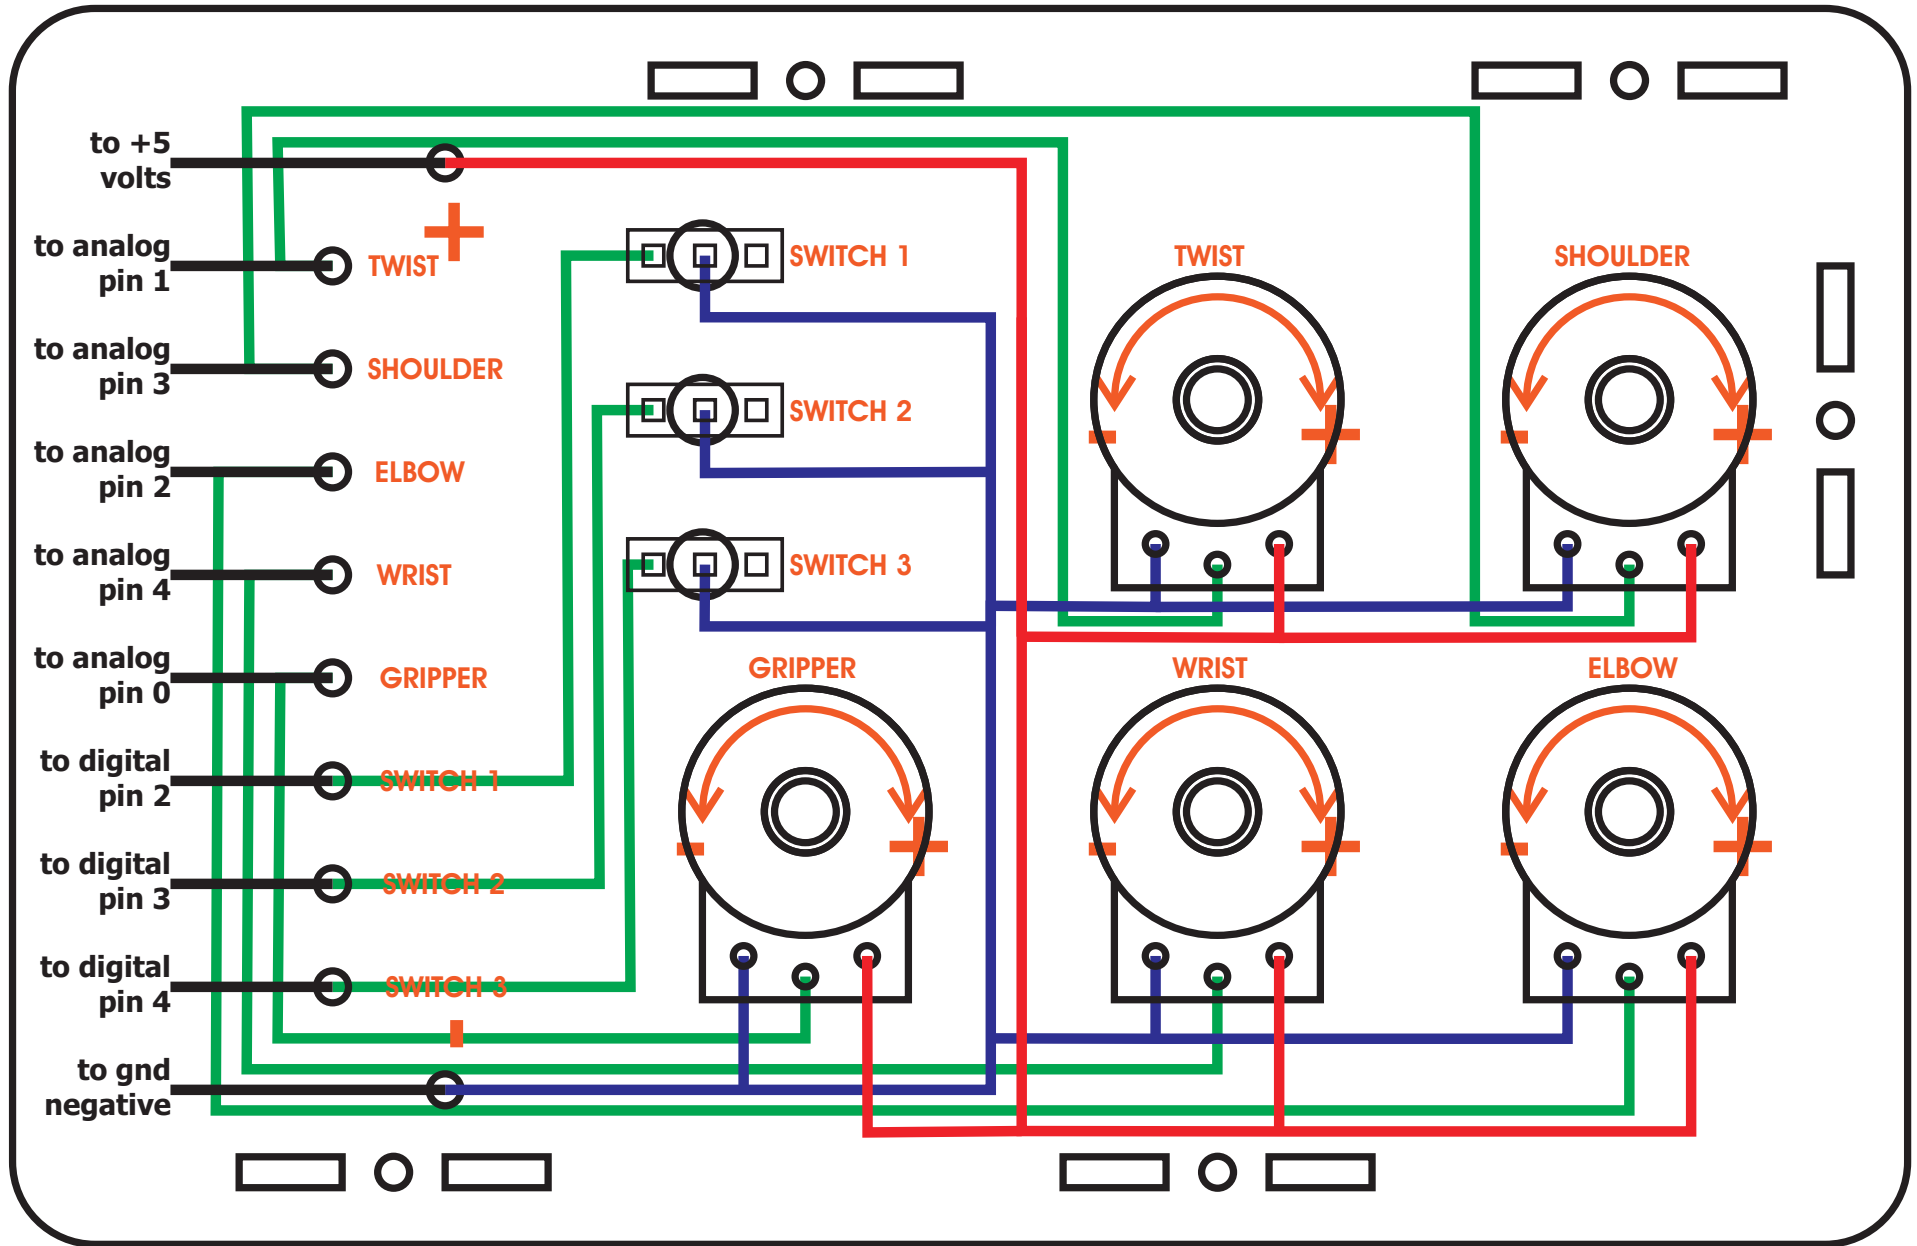 to +5
volts
to analog
pin 1
TWIST
to analog
pin 3
SHOULDER
to analog
pin 2
ELBOW
to analog
pin 4
WRIST
to analog
pin 0
GRIPPER
to digital
pin 2
SWITCH 1
to digital
pin 3
SWITCH 2
to digital
pin 4
SWITCH 3
to gnd
negative
SWITCH 1
SWITCH 2
SWITCH 3
TWIST
SHOULDER
GRIPPER
WRIST
ELBOW